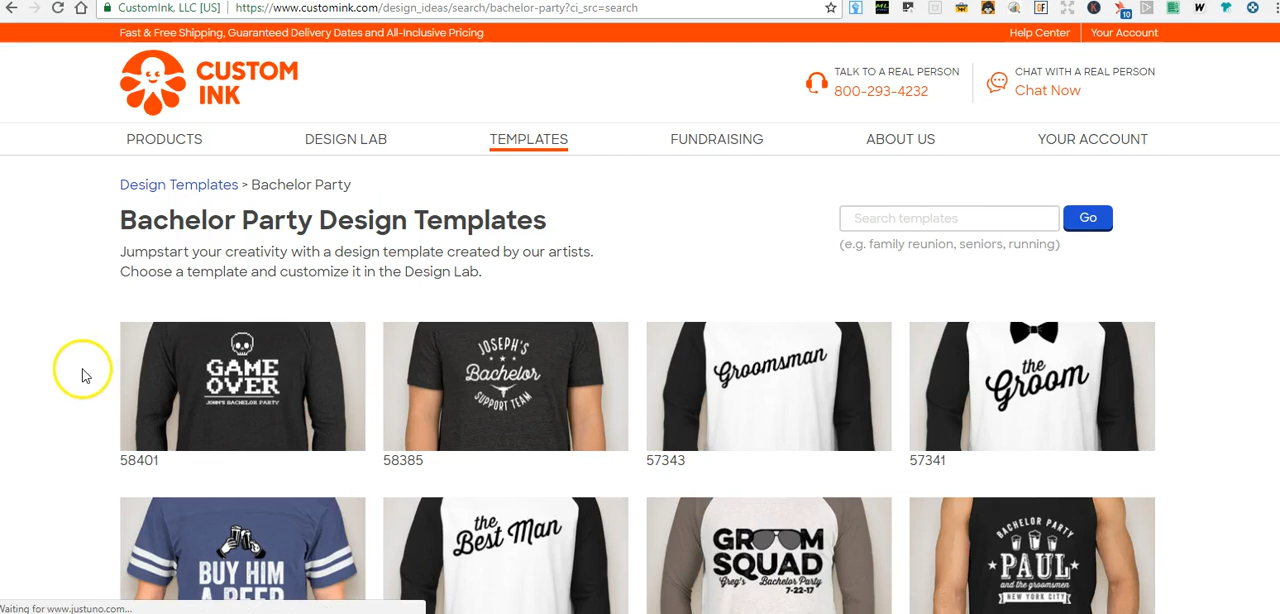 CustomInk, LLC [US] https://www.customink.com/design_ideas/search/bachelor-party?ci_src=search
10
Fast & Free Shipping, Guaranteed Delivery Dates and All-Inclusive Pricing
Help Center Your Account
CUSTOM
INK
TALK TO A REAL PERSON
800-293-4232
CHAT WITH A REAL PERSON
Chat Now
PRODUCTS DESIGN LAB TEMPLATES FUNDRAISING ABOUT US YOUR ACCOUNT
Design Templates > Bachelor Party
Bachelor Party Design Templates
Search templates Go
(e.g. family reunion, seniors, running)
Jumpstart your creativity with a design template created by our artists.
Choose a template and customize it in the Design Lab.
GAME
OVER
JOHN'S BACHELOR PARTY
JOSEPH'S
Bachelor
SUPPORT TEAM
Groomsman
the
Groom
58401 58385 57343 57341
BUY HIM
A BEER
the
Best Man
GROOM
SQUAD
Greg's Bachelor Party
7-22-17
BACHELOR PARTY
PAUL
and the groomsmen
NEW YORK CITY
Waiting for www.justuno.com...